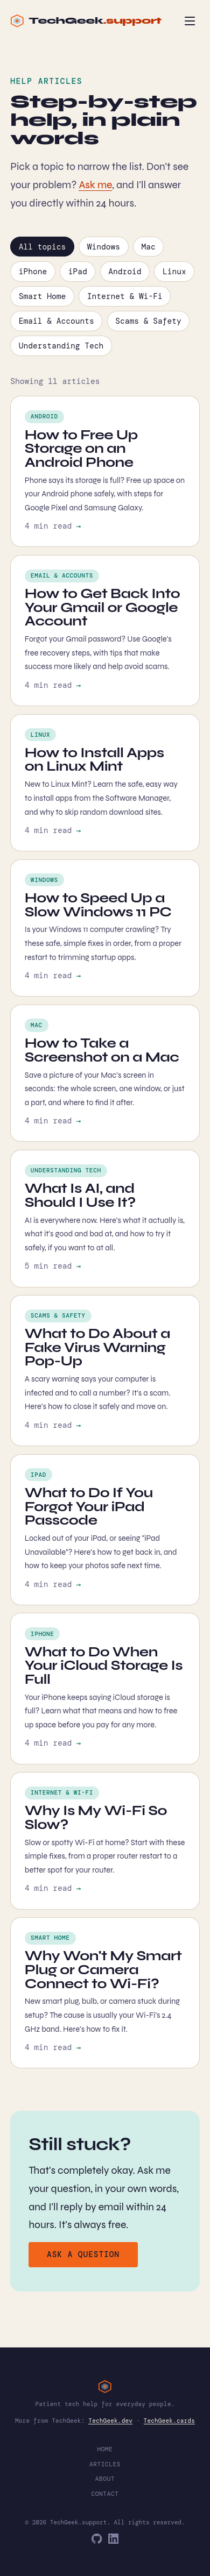 TechGeek.support
HELP ARTICLES
Step-by-step
help, in plain
words
Pick a topic to narrow the list. Don't see
your problem? Ask me, and I'll answer
you directly within 24 hours.
All topics
Windows
Mac
iPhone
iPad
Android
Linux
Smart Home
Internet & Wi-Fi
Email & Accounts
Scams & Safety
Understanding Tech
Showing 11 articles
ANDROID
How to Free Up
Storage on an
Android Phone
Phone says its storage is full? Free up space on
your Android phone safely, with steps for
Google Pixel and Samsung Galaxy.
4 min read →
EMAIL & ACCOUNTS
How to Get Back Into
Your Gmail or Google
Account
Forgot your Gmail password? Use Google's
free recovery steps, with tips that make
success more likely and help avoid scams.
4 min read →
LINUX
How to Install Apps
on Linux Mint
New to Linux Mint? Learn the safe, easy way
to install apps from the Software Manager,
and why to skip random download sites.
4 min read →
WINDOWS
How to Speed Up a
Slow Windows 11 PC
Is your Windows 11 computer crawling? Try
these safe, simple fixes in order, from a proper
restart to trimming startup apps.
4 min read →
MAC
How to Take a
Screenshot on a Mac
Save a picture of your Mac's screen in
seconds: the whole screen, one window, or just
a part, and where to find it after.
4 min read →
UNDERSTANDING TECH
What Is AI, and
Should I Use It?
AI is everywhere now. Here's what it actually is,
what it's good and bad at, and how to try it
safely, if you want to at all.
5 min read →
SCAMS & SAFETY
What to Do About a
Fake Virus Warning
Pop-Up
A scary warning says your computer is
infected and to call a number? It's a scam.
Here's how to close it safely and move on.
4 min read →
IPAD
What to Do If You
Forgot Your iPad
Passcode
Locked out of your iPad, or seeing "iPad
Unavailable"? Here's how to get back in, and
how to keep your photos safe next time.
4 min read →
IPHONE
What to Do When
Your iCloud Storage Is
Full
Your iPhone keeps saying iCloud storage is
full? Learn what that means and how to free
up space before you pay for any more.
4 min read →
INTERNET & WI-FI
Why Is My Wi-Fi So
Slow?
Slow or spotty Wi-Fi at home? Start with these
simple fixes, from a proper router restart to a
better spot for your router.
4 min read →
SMART HOME
Why Won't My Smart
Plug or Camera
Connect to Wi-Fi?
New smart plug, bulb, or camera stuck during
setup? The cause is usually your Wi-Fi's 2.4
GHz band. Here's how to fix it.
4 min read →
Still stuck?
That's completely okay. Ask me
your question, in your own words,
and I'll reply by email within 24
hours. It's always free.
ASK A QUESTION
Patient tech help for everyday people.
More from TechGeek: TechGeek.dev · TechGeek.cards
HOME
ARTICLES
ABOUT
CONTACT
© 2026 TechGeek.support. All rights reserved.